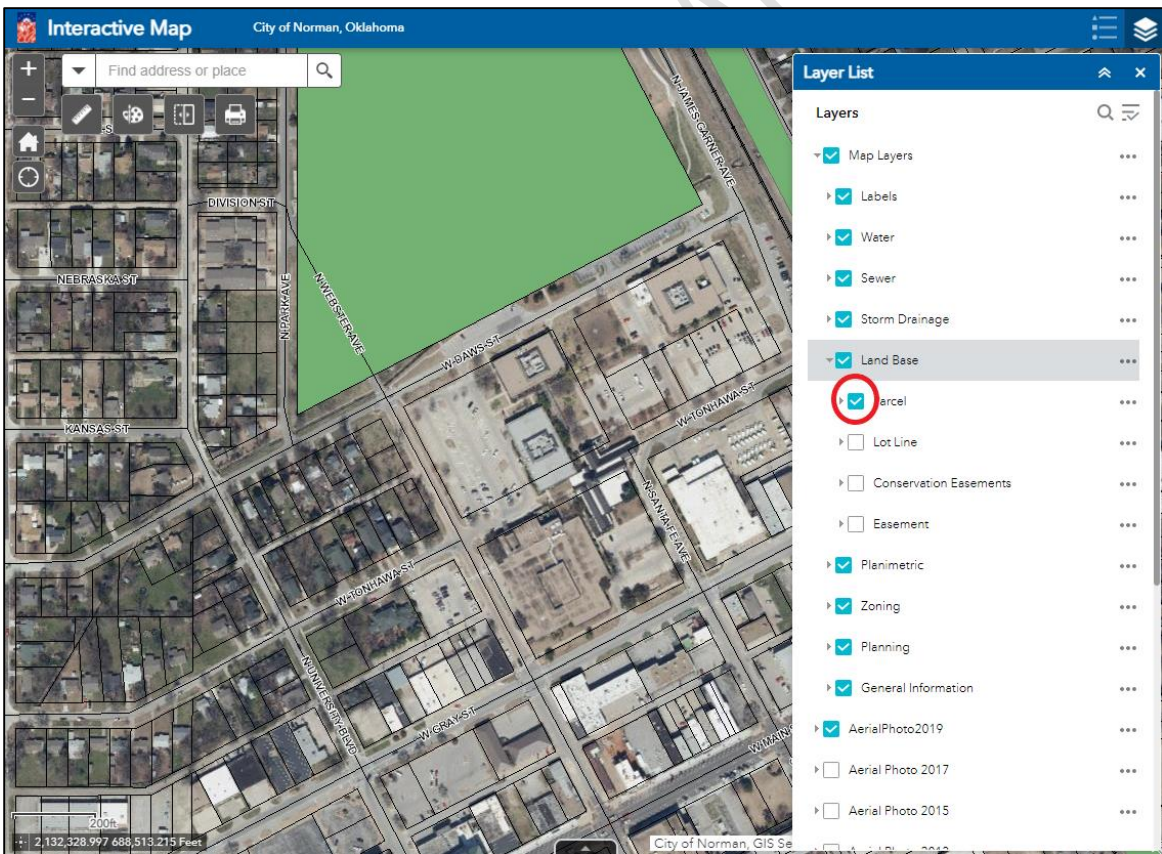 Interactive Map
City of Norman, Oklahoma
Find address or place
Layer List
Layers
Map Layers
Labels
Water
Sewer
Storm Drainage
Land Base
arcel
Lot Line
Conservation Easements
Easement
Planimetric
Zoning
Planning
General Information
AerialPhoto2019
Aerial Photo 2017
Aerial Photo 2015
N JAMES GARNER AVE
DIVISION ST
NEBRASKA ST
N PARK AVE
N WEBSTER AVE
W DAWS ST
W TONHAWA ST
KANSAS ST
N SANTA FE AVE
W TONHAWA ST
N UNIVERSITY BLVD
W GRAY ST
W MAIN
200ft
2,132,328.997 688,513.215 Feet
City of Norman, GIS Se